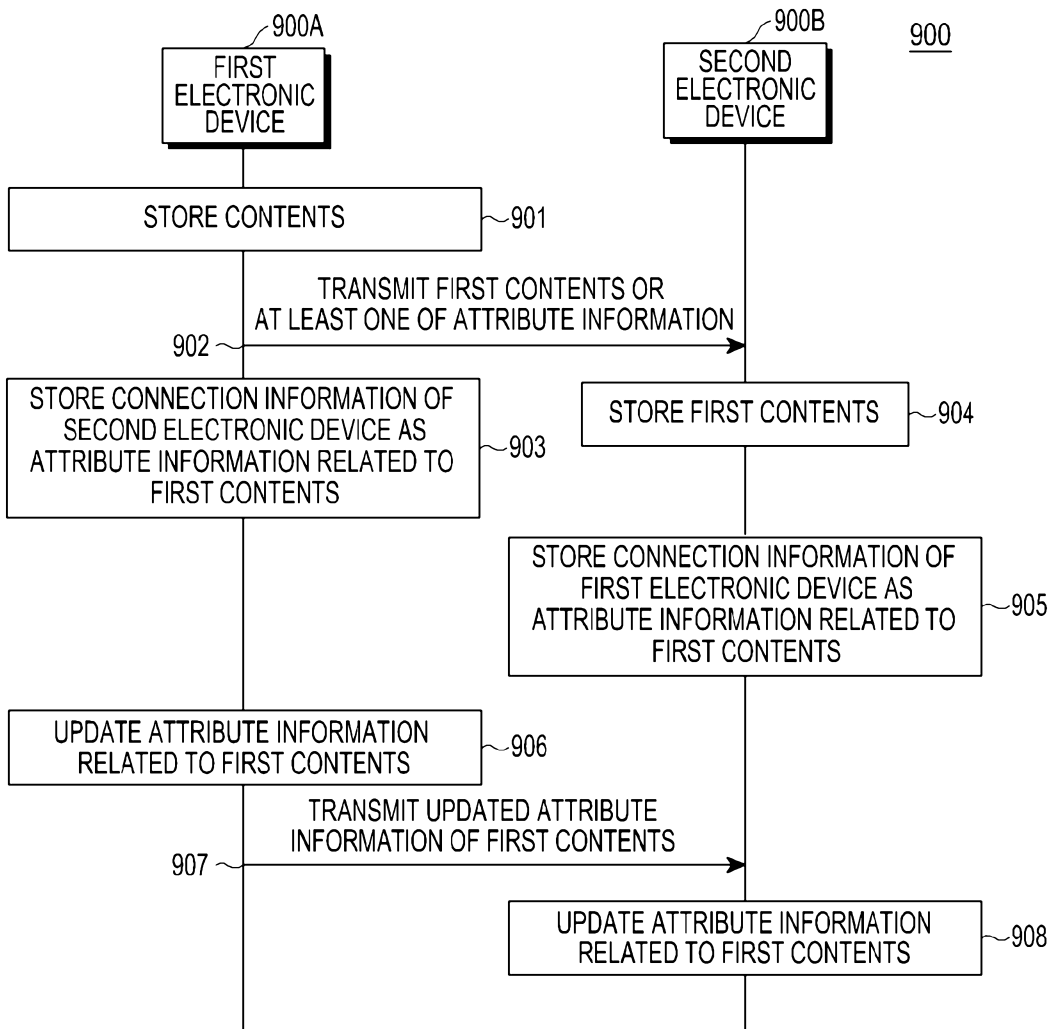 900A
900B
900
FIRST
ELECTRONIC
DEVICE
SECOND
ELECTRONIC
DEVICE
STORE CONTENTS
901
TRANSMIT FIRST CONTENTS OR
AT LEAST ONE OF ATTRIBUTE INFORMATION
902
STORE CONNECTION INFORMATION OF
SECOND ELECTRONIC DEVICE AS
ATTRIBUTE INFORMATION RELATED TO
FIRST CONTENTS
903
STORE FIRST CONTENTS
904
STORE CONNECTION INFORMATION OF
FIRST ELECTRONIC DEVICE AS
ATTRIBUTE INFORMATION RELATED TO
FIRST CONTENTS
905
UPDATE ATTRIBUTE INFORMATION
RELATED TO FIRST CONTENTS
906
TRANSMIT UPDATED ATTRIBUTE
INFORMATION OF FIRST CONTENTS
907
UPDATE ATTRIBUTE INFORMATION
RELATED TO FIRST CONTENTS
908